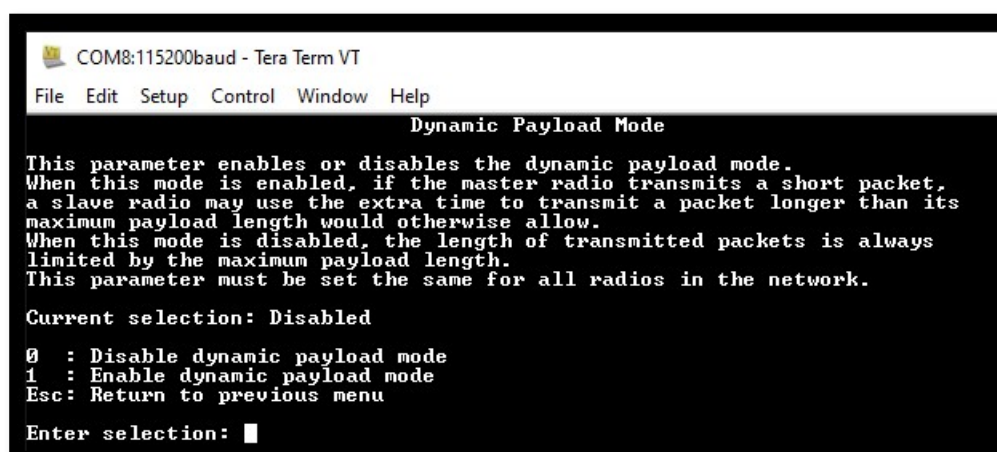 COM8:115200baud - Tera Term VT
File Edit Setup Control Window Help
Dynamic Payload Mode
This parameter enables or disables the dynamic payload mode.
When this mode is enabled, if the master radio transmits a short packet,
a slave radio may use the extra time to transmit a packet longer than its
maximum payload length would otherwise allow.
When this mode is disabled, the length of transmitted packets is always
limited by the maximum payload length.
This parameter must be set the same for all radios in the network.
Current selection: Disabled
0 : Disable dynamic payload mode
1 : Enable dynamic payload mode
Esc: Return to previous menu
Enter selection: